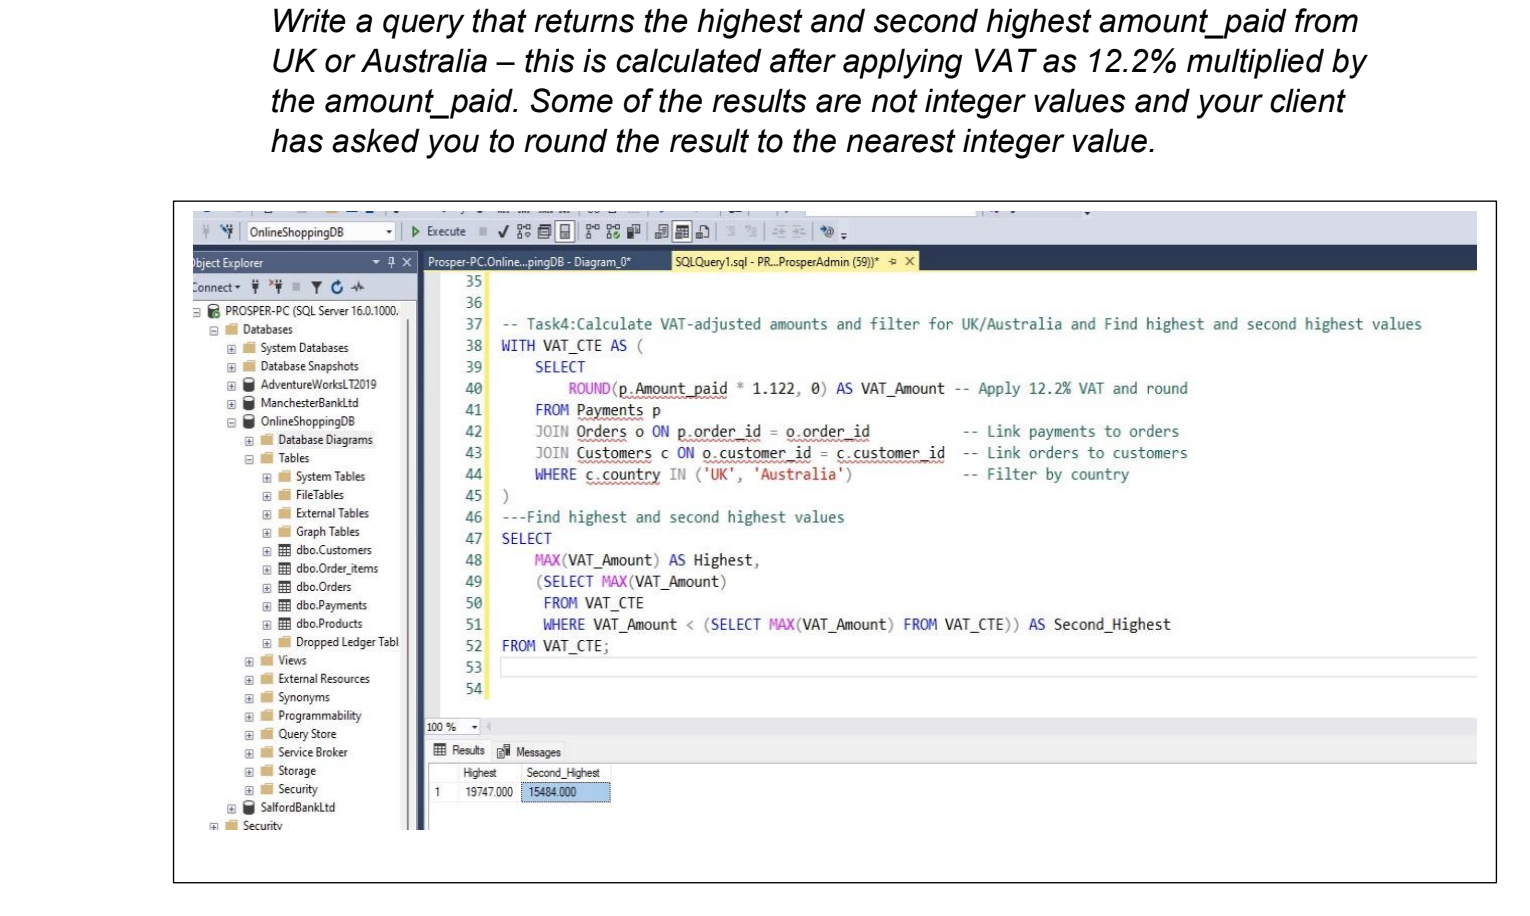 Write a query that returns the highest and second highest amount_paid from
UK or Australia – this is calculated after applying VAT as 12.2% multiplied by
the amount_paid. Some of the results are not integer values and your client
has asked you to round the result to the nearest integer value.
OnlineShoppingDB
Execute
Object Explorer
Connect
PROSPER-PC (SQL Server 16.0.1000.
Databases
System Databases
Database Snapshots
AdventureWorksLT2019
ManchesterBankLtd
OnlineShoppingDB
Database Diagrams
Tables
System Tables
FileTables
External Tables
Graph Tables
dbo.Customers
dbo.Order_items
dbo.Orders
dbo.Payments
dbo.Products
Dropped Ledger Tabl
Views
External Resources
Synonyms
Programmability
Query Store
Service Broker
Storage
Security
SalfordBankLtd
Security
Prosper-PC.Online...pingDB - Diagram_0* SQLQuery1.sql - PR...ProsperAdmin (59))*
35
36
37 -- Task4:Calculate VAT-adjusted amounts and filter for UK/Australia and Find highest and second highest values
38 WITH VAT_CTE AS (
39 SELECT
40 ROUND(p.Amount_paid * 1.122, 0) AS VAT_Amount -- Apply 12.2% VAT and round
41 FROM Payments p
42 JOIN Orders o ON p.order_id = o.order_id -- Link payments to orders
43 JOIN Customers c ON o.customer_id = c.customer_id -- Link orders to customers
44 WHERE c.country IN ('UK', 'Australia') -- Filter by country
45 )
46 ---Find highest and second highest values
47 SELECT
48 MAX(VAT_Amount) AS Highest,
49 (SELECT MAX(VAT_Amount)
50 FROM VAT_CTE
51 WHERE VAT_Amount < (SELECT MAX(VAT_Amount) FROM VAT_CTE)) AS Second_Highest
52 FROM VAT_CTE;
53
54
100 %
Results Messages
Highest Second_Highest
1 19747.000 15484.000